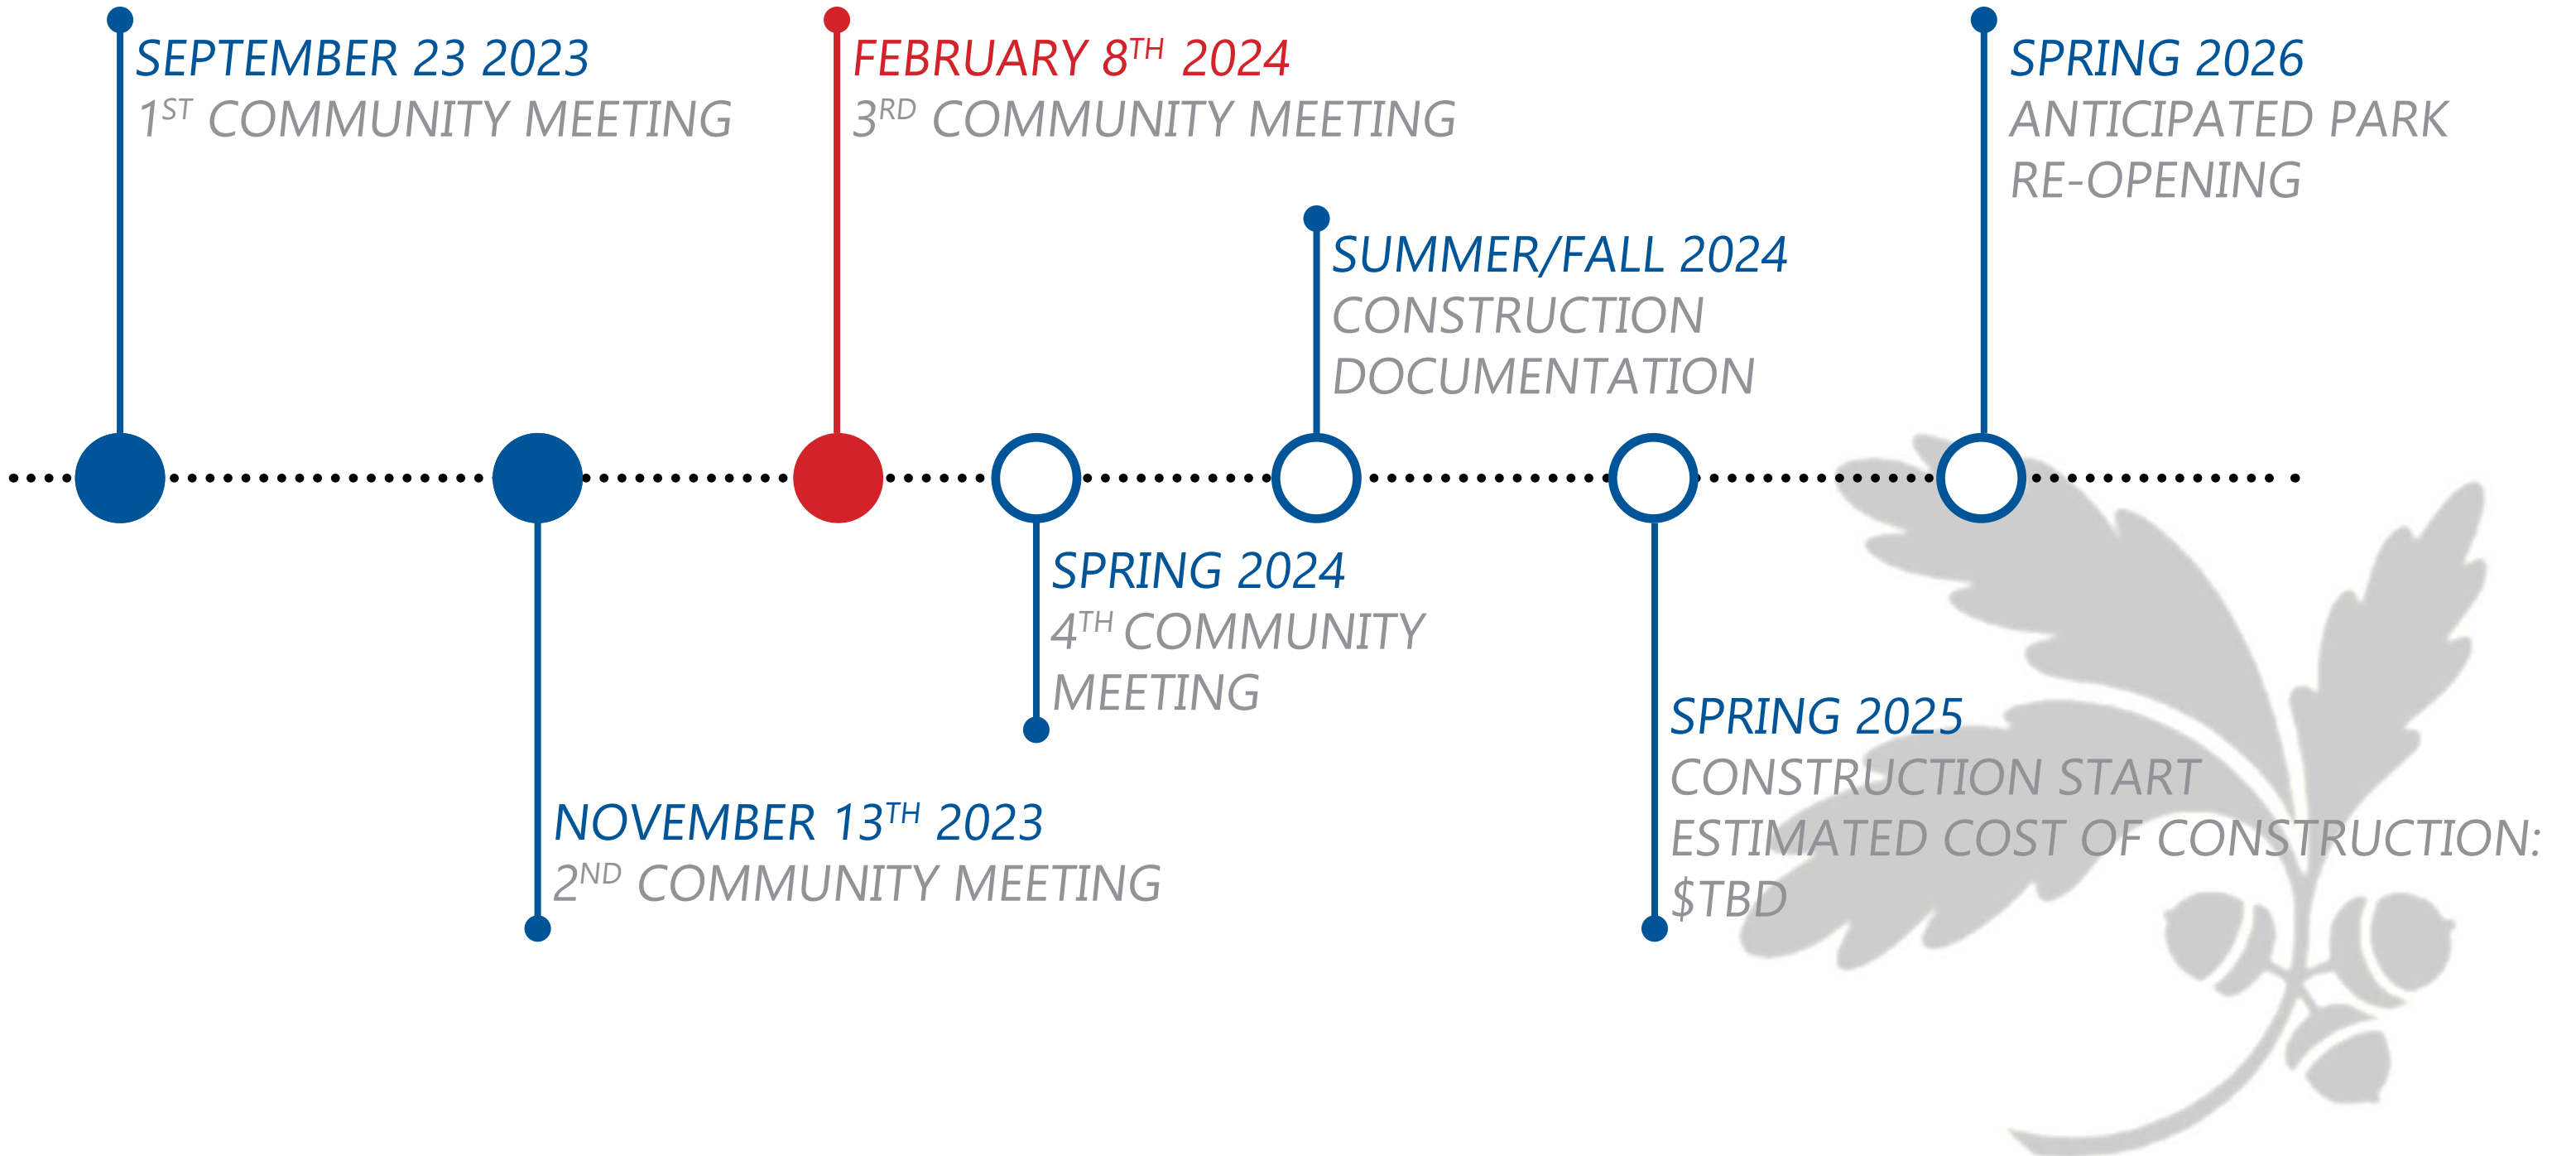 SEPTEMBER 23 2023
1ST COMMUNITY MEETING
NOVEMBER 13TH 2023
2ND COMMUNITY MEETING
FEBRUARY 8TH 2024
3RD COMMUNITY MEETING
SPRING 2024
4TH COMMUNITY
MEETING
SUMMER/FALL 2024
CONSTRUCTION
DOCUMENTATION
SPRING 2025
CONSTRUCTION START
ESTIMATED COST OF CONSTRUCTION:
$TBD
SPRING 2026
ANTICIPATED PARK
RE-OPENING